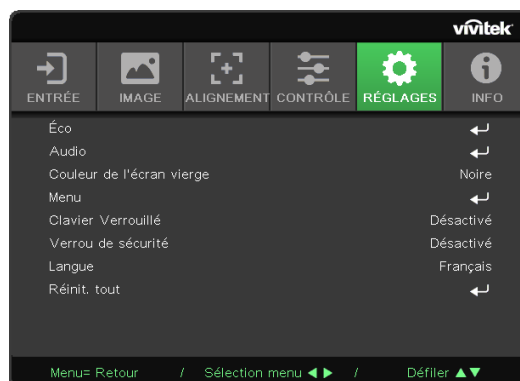 vivitek
ENTRÉE IMAGE ALIGNEMENT CONTRÔLE RÉGLAGES INFO
Éco
Audio
Couleur de l'écran vierge Noire
Menu
Clavier Verrouillé Désactivé
Verrou de sécurité Désactivé
Langue Français
Réinit. tout
Menu= Retour / Sélection menu ◀ ▶ / Défiler ▲▼